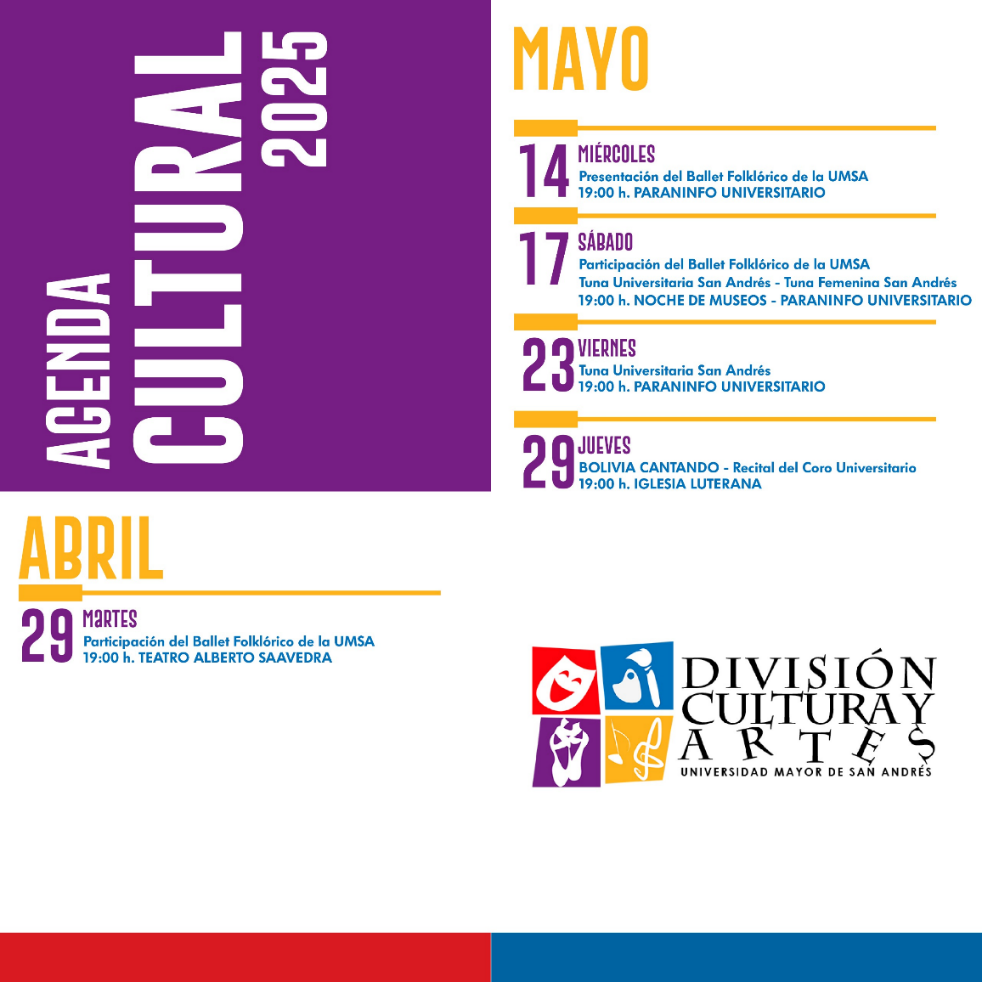 AGENDA
CULTURAL
2025
ABRIL
29 MARTES
Participación del Ballet Folklórico de la UMSA
19:00 h. TEATRO ALBERTO SAAVEDRA
MAYO
14 MIÉRCOLES
Presentación del Ballet Folklórico de la UMSA
19:00 h. PARANINFO UNIVERSITARIO
17 SÁBADO
Participación del Ballet Folklórico de la UMSA
Tuna Universitaria San Andrés - Tuna Femenina San Andrés
19:00 h. NOCHE DE MUSEOS - PARANINFO UNIVERSITARIO
23 VIERNES
Tuna Universitaria San Andrés
19:00 h. PARANINFO UNIVERSITARIO
29 JUEVES
BOLIVIA CANTANDO - Recital del Coro Universitario
19:00 h. IGLESIA LUTERANA
DIVISIÓN
CULTURA Y
ARTES
UNIVERSIDAD MAYOR DE SAN ANDRÉS